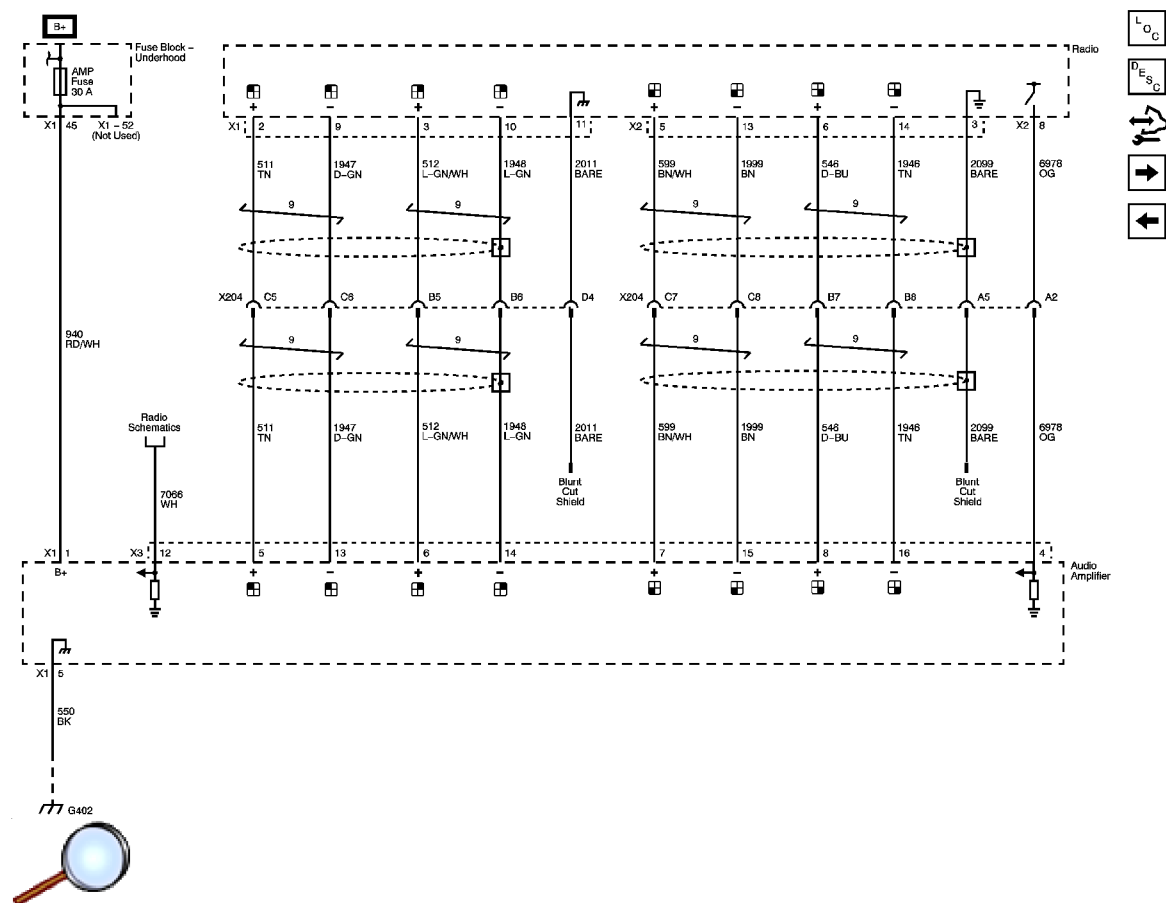 B+
Fuse Block –
Underhood
AMP
Fuse
30 A
X1 45 X1 – 52
(Not Used)
Radio
+ – + – + – + –
X1 2 9 3 10 11 X2 5 13 6 14 3 X2 8
511
TN
1947
D–GN
512
L–GN/WH
1948
L–GN
2011
BARE
599
BN/WH
1999
BN
546
D–BU
1946
TN
2099
BARE
6978
OG
9 9 9 9
X204 C5 C6 B5 B6 D4 X204 C7 C8 B7 B8 A5 A2
940
RD/WH
9 9 9 9
Radio
Schematics
511
TN
1947
D–GN
512
L–GN/WH
1948
L–GN
2011
BARE
599
BN/WH
1999
BN
546
D–BU
1946
TN
2099
BARE
6978
OG
Blunt
Cut
Shield
Blunt
Cut
Shield
7066
WH
X1 1 X3 12 5 13 6 14 7 15 8 16 4
B+ + – + – + – + –
Audio
Amplifier
X1 5
550
BK
G402
L O C
D E S C